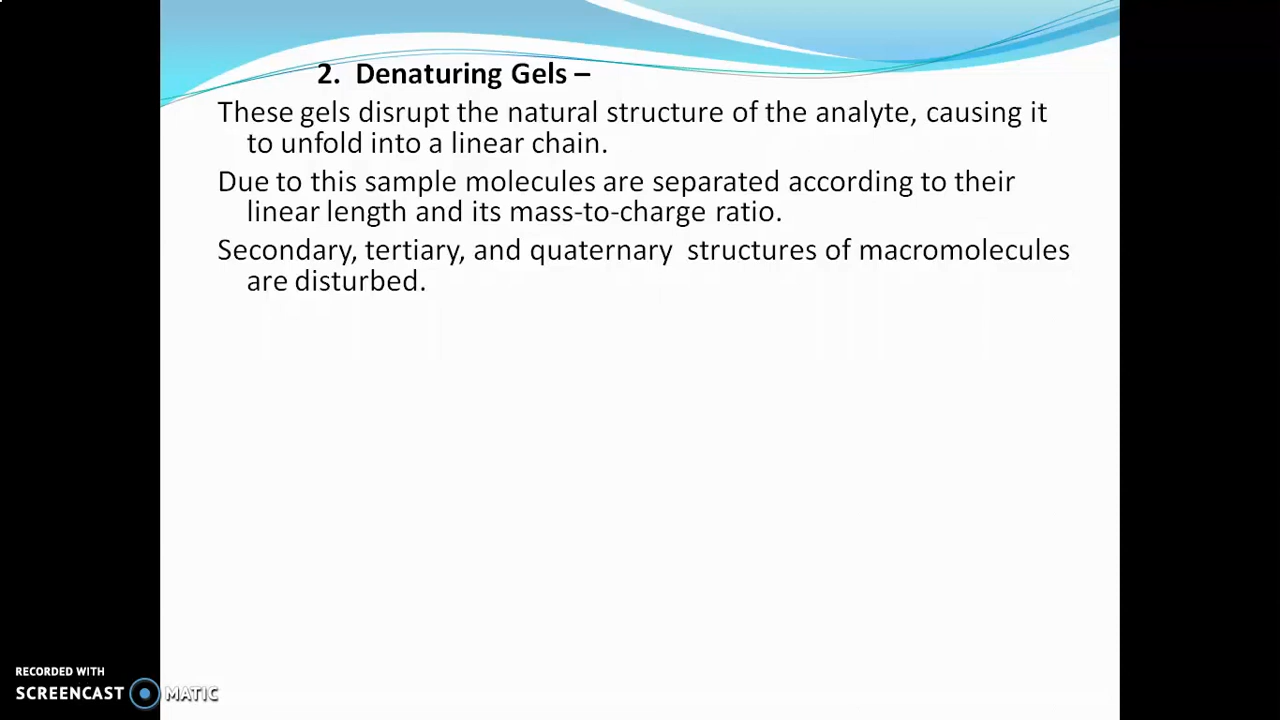 2. Denaturing Gels –
These gels disrupt the natural structure of the analyte, causing it
to unfold into a linear chain.
Due to this sample molecules are separated according to their
linear length and its mass-to-charge ratio.
Secondary, tertiary, and quaternary structures of macromolecules
are disturbed.
RECORDED WITH
SCREENCAST MATIC